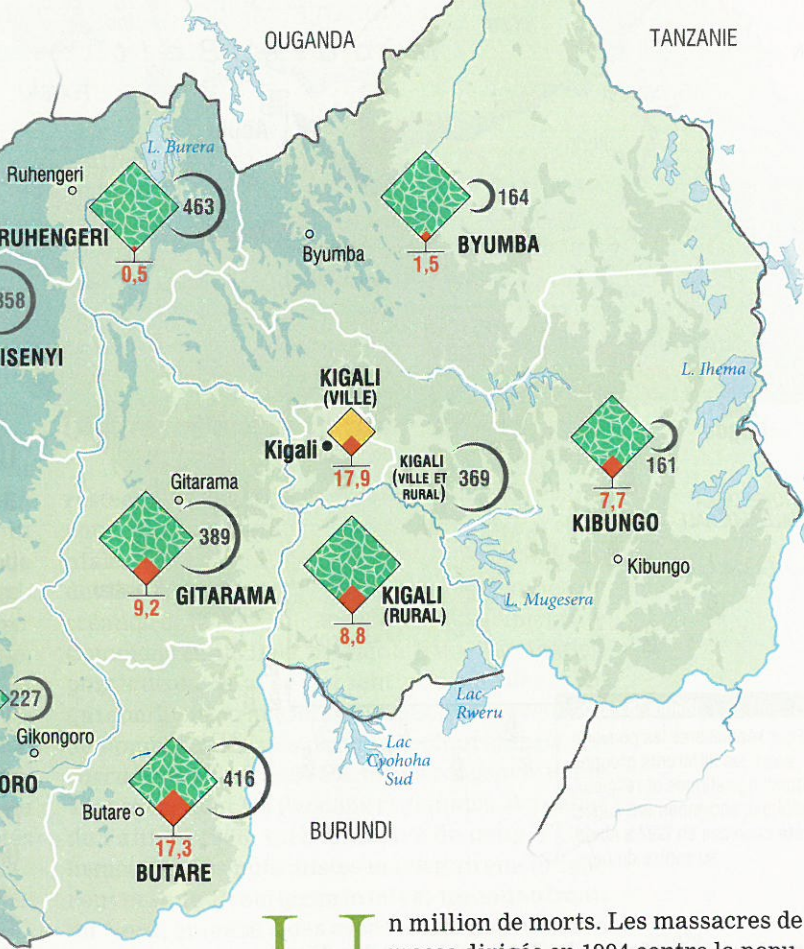 OUGANDA
TANZANIE
L. Burera
Ruhengeri
463
164
RUHENGERI
BYUMBA
Byumba
0,5
1,5
358
ISENYI
KIGALI
(VILLE)
L. Ihema
Kigali
17,9
KIGALI
(VILLE ET
RURAL)
369
161
7,7
KIBUNGO
Gitarama
389
Kibungo
9,2
GITARAMA
KIGALI
(RURAL)
L. Mugesera
8,8
227
Lac
Rweru
Gikongoro
Lac
Cyohoha
Sud
ORO
416
Butare
17,3
BUTARE
BURUNDI
n million de morts. Les massacres de